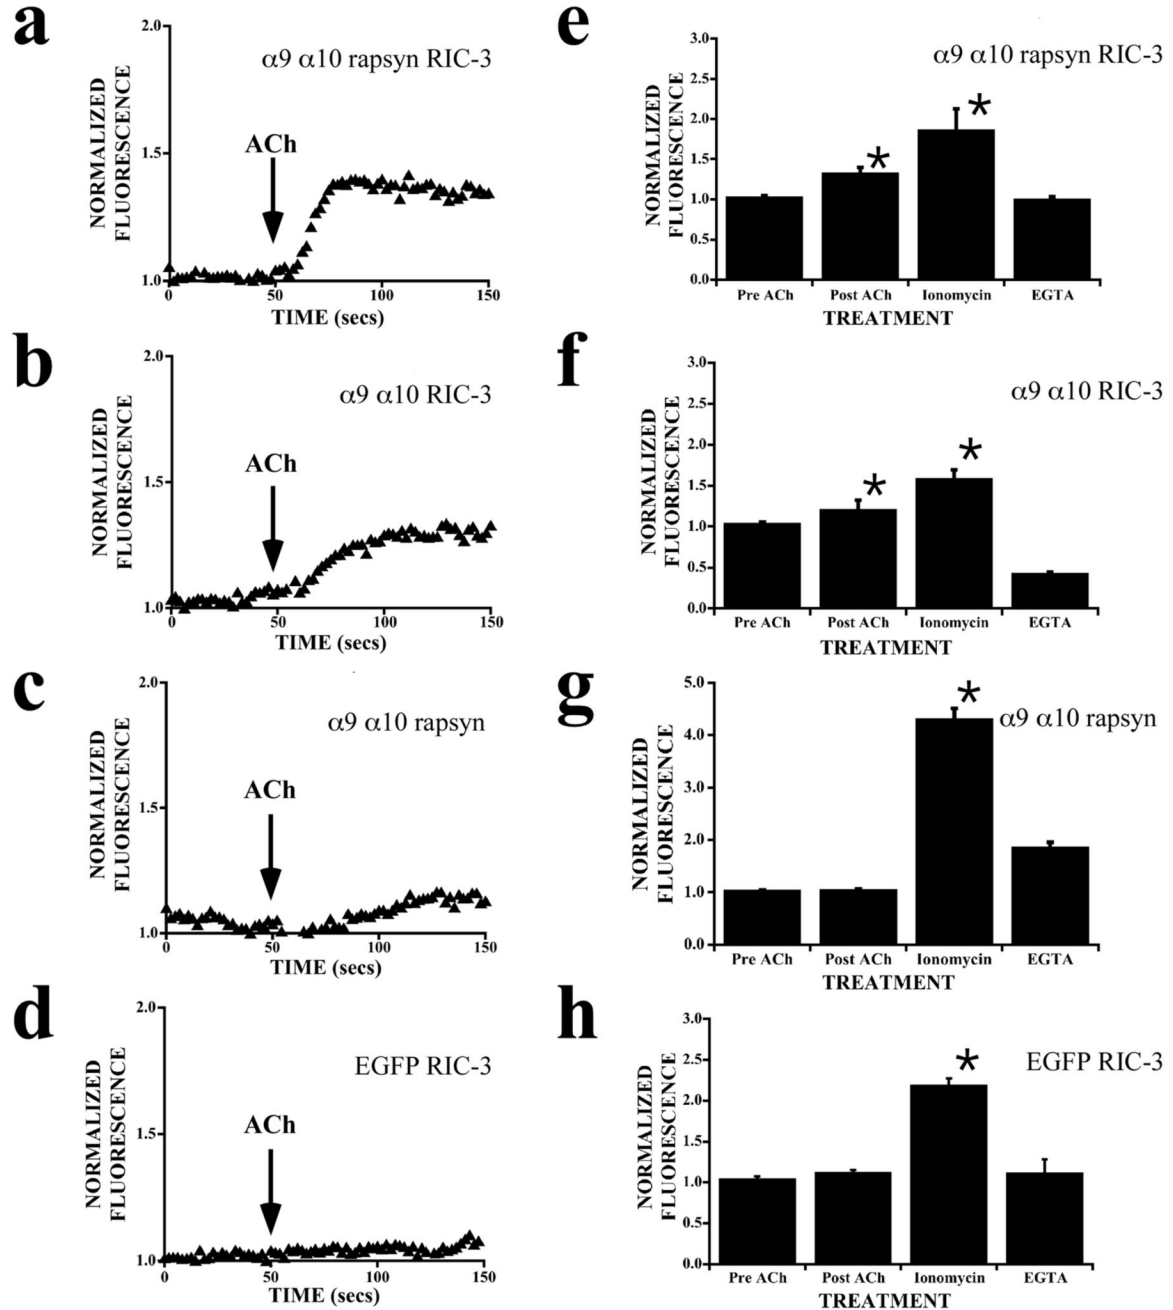 a
2.0
α9 α10 rapsyn RIC-3
NORMALIZED
FLUORESCENCE
ACh
1.5
1.0
0 50 100 150
TIME (secs)
e
3.0
α9 α10 rapsyn RIC-3
2.5
NORMALIZED
FLUORESCENCE
2.0
*
1.5
*
1.0
0.5
0.0
Pre ACh Post ACh Ionomycin EGTA
TREATMENT
b
2.0
α9 α10 RIC-3
NORMALIZED
FLUORESCENCE
ACh
1.5
1.0
0 50 100 150
TIME (secs)
f
3.0
α9 α10 RIC-3
2.5
NORMALIZED
FLUORESCENCE
2.0
*
1.5
*
1.0
0.5
0.0
Pre ACh Post ACh Ionomycin EGTA
TREATMENT
c
2.0
α9 α10 rapsyn
NORMALIZED
FLUORESCENCE
ACh
1.5
1.0
0 50 100 150
TIME (secs)
g
5.0
*
α9 α10 rapsyn
4.0
NORMALIZED
FLUORESCENCE
3.0
2.0
1.0
0.0
Pre ACh Post ACh Ionomycin EGTA
TREATMENT
d
2.0
EGFP RIC-3
NORMALIZED
FLUORESCENCE
ACh
1.5
1.0
0 50 100 150
TIME (secs)
h
3.0
EGFP RIC-3
2.5
*
NORMALIZED
FLUORESCENCE
2.0
1.5
1.0
0.5
0.0
Pre ACh Post ACh Ionomycin EGTA
TREATMENT